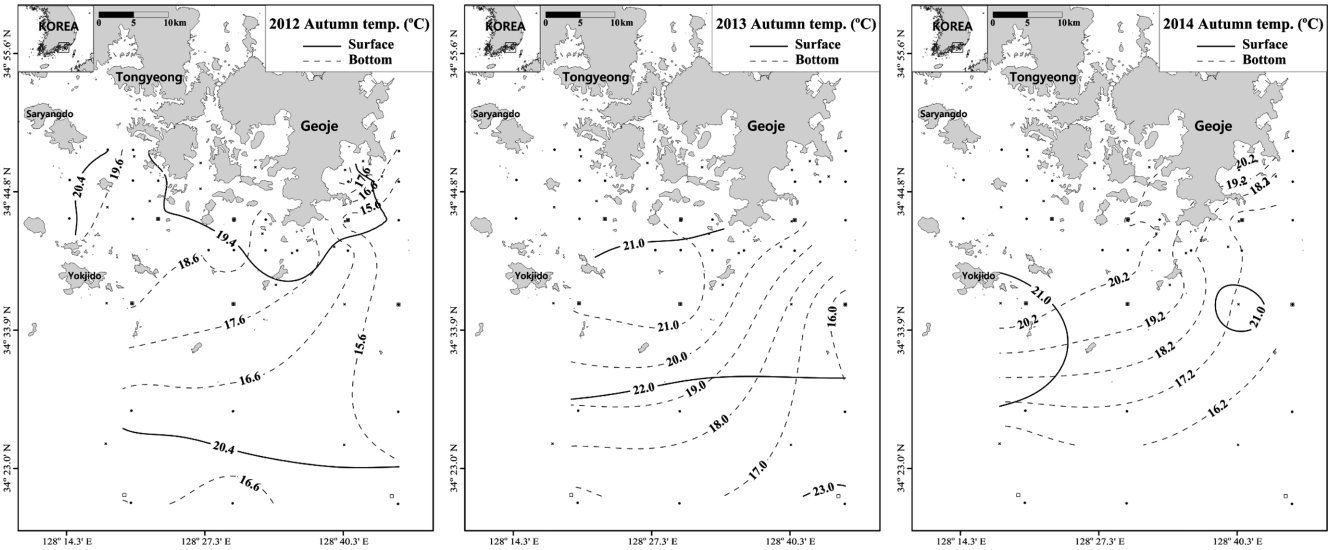 KOREA
0 5 10km
2012 Autumn temp. (ºC)
Surface
Bottom
Tongyeong
Saryangdo
Geoje
Yokjido
20.4
19.6
17.6
16.6
15.6
19.4
18.6
17.6
15.6
16.6
20.4
16.6
34° 55.6' N
34° 44.8' N
34° 33.9' N
34° 23.0' N
128° 14.3' E
128° 27.3' E
128° 40.3' E
KOREA
0 5 10km
2013 Autumn temp. (ºC)
Surface
Bottom
Tongyeong
Saryangdo
Geoje
Yokjido
21.0
21.0
16.0
20.0
22.0
19.0
18.0
17.0
23.0
34° 55.6' N
34° 44.8' N
34° 33.9' N
34° 23.0' N
128° 14.3' E
128° 27.3' E
128° 40.3' E
KOREA
0 5 10km
2014 Autumn temp. (ºC)
Surface
Bottom
Tongyeong
Saryangdo
Geoje
Yokjido
20.2
19.2
18.2
20.2
21.0
20.2
19.2
21.0
18.2
17.2
16.2
34° 55.6' N
34° 44.8' N
34° 33.9' N
34° 23.0' N
128° 14.3' E
128° 27.3' E
128° 40.3' E